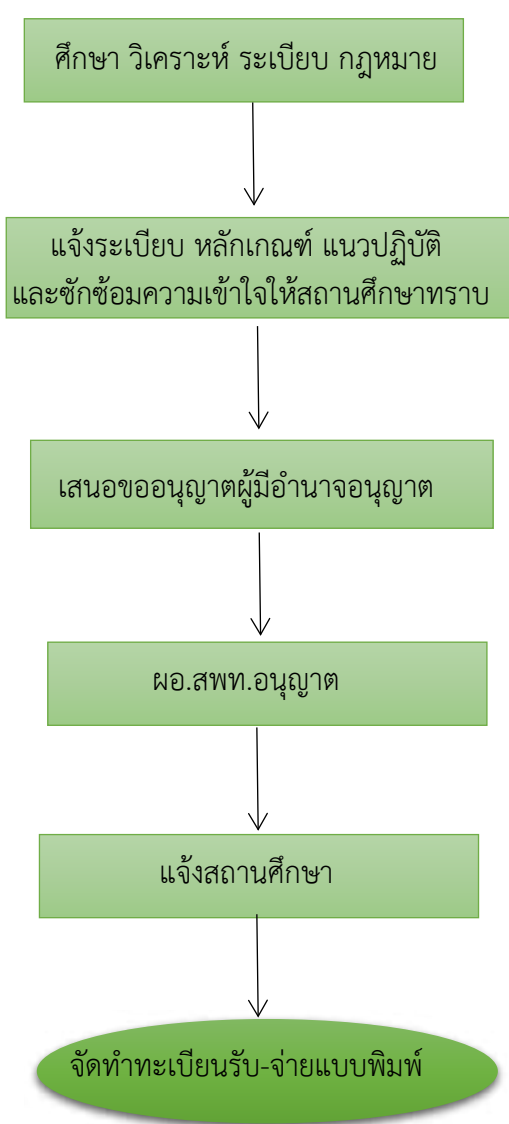 ศึกษา วิเคราะห์ ระเบียบ กฎหมาย
แจ้งระเบียบ หลักเกณฑ์ แนวปฏิบัติ
และซักซ้อมความเข้าใจให้สถานศึกษาทราบ
เสนอขออนุญาตผู้มีอำนาจอนุญาต
ผอ.สพท.อนุญาต
แจ้งสถานศึกษา
จัดทำทะเบียนรับ-จ่ายแบบพิมพ์